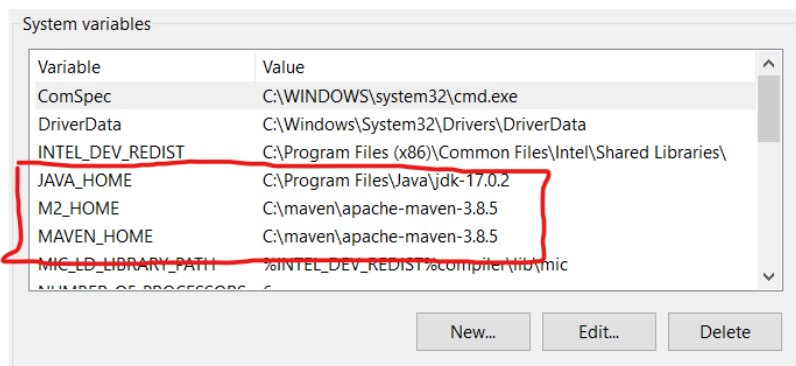 System variables
Variable Value
ComSpec C:\WINDOWS\system32\cmd.exe
DriverData C:\Windows\System32\Drivers\DriverData
INTEL_DEV_REDIST C:\Program Files (x86)\Common Files\Intel\Shared Libraries\
JAVA_HOME C:\Program Files\Java\jdk-17.0.2
M2_HOME C:\maven\apache-maven-3.8.5
MAVEN_HOME C:\maven\apache-maven-3.8.5
MIC_LD_LIBRARY_PATH %INTEL_DEV_REDIST%compiler\lib\mic
NUMBER_OF_PROCESSORS 6
New... Edit... Delete